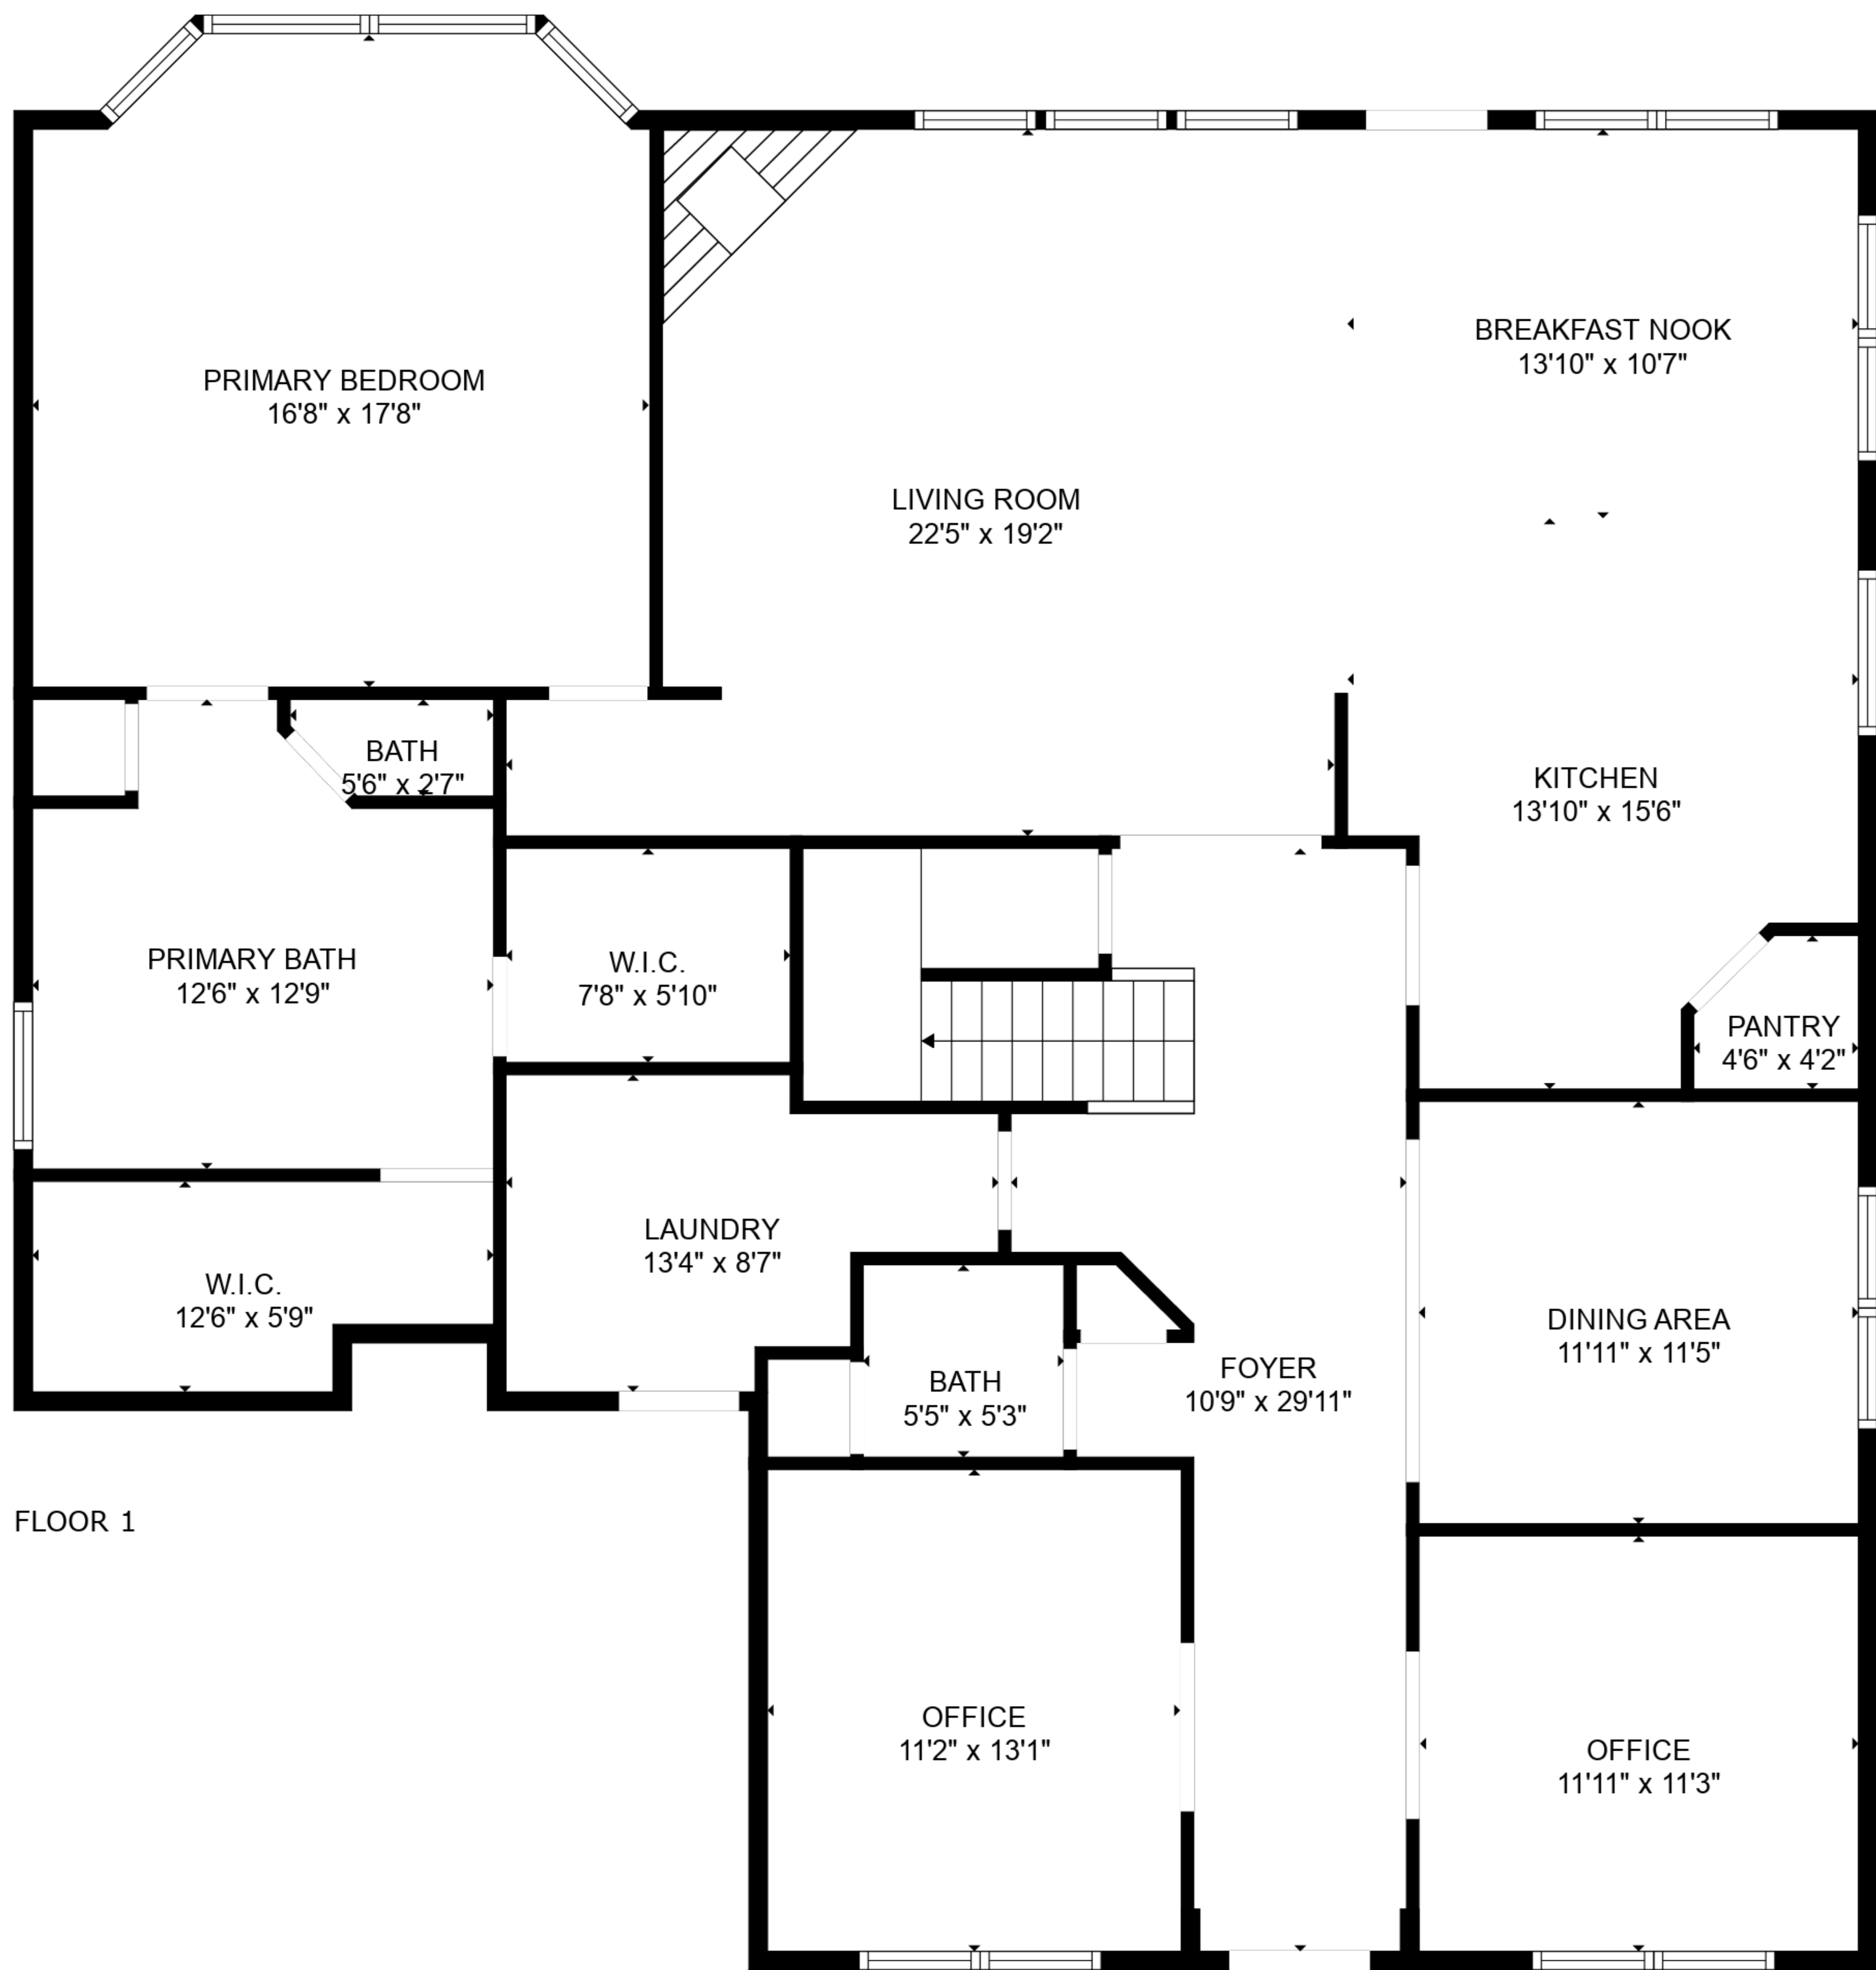 PRIMARY BEDROOM
16'8" x 17'8"
BREAKFAST NOOK
13'10" x 10'7"
LIVING ROOM
22'5" x 19'2"
BATH
5'6" x 2'7"
KITCHEN
13'10" x 15'6"
PRIMARY BATH
12'6" x 12'9"
W.I.C.
7'8" x 5'10"
PANTRY
4'6" x 4'2"
LAUNDRY
13'4" x 8'7"
W.I.C.
12'6" x 5'9"
BATH
5'5" x 5'3"
FOYER
10'9" x 29'11"
DINING AREA
11'11" x 11'5"
FLOOR 1
OFFICE
11'2" x 13'1"
OFFICE
11'11" x 11'3"